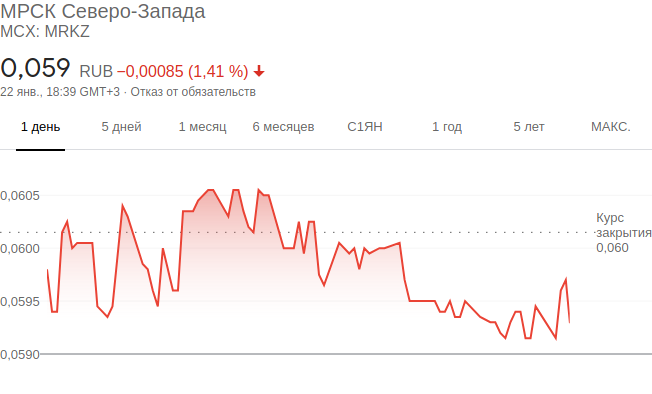 МРСК Северо-Запада
MCX: MRKZ
0,059 RUB −0,00085 (1,41 %)
22 янв., 18:39 GMT+3 · Отказ от обязательств
1 день 5 дней 1 месяц 6 месяцев С1ЯН 1 год 5 лет МАКС.
0,0605
Курс
закрытия
0,0600 0,060
0,0595
0,0590